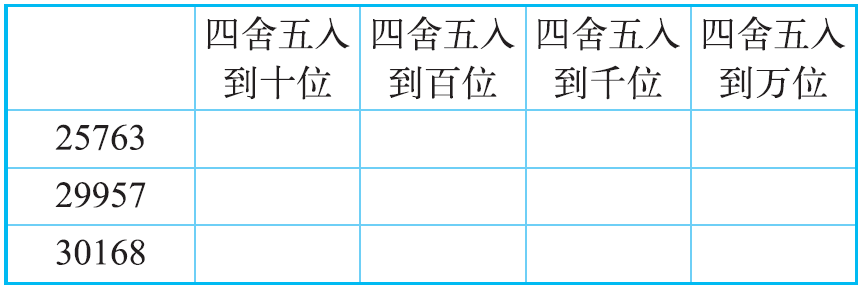 四舍五入 四舍五入 四舍五入 四舍五入
到十位 到百位 到千位 到万位
25763
29957
30168